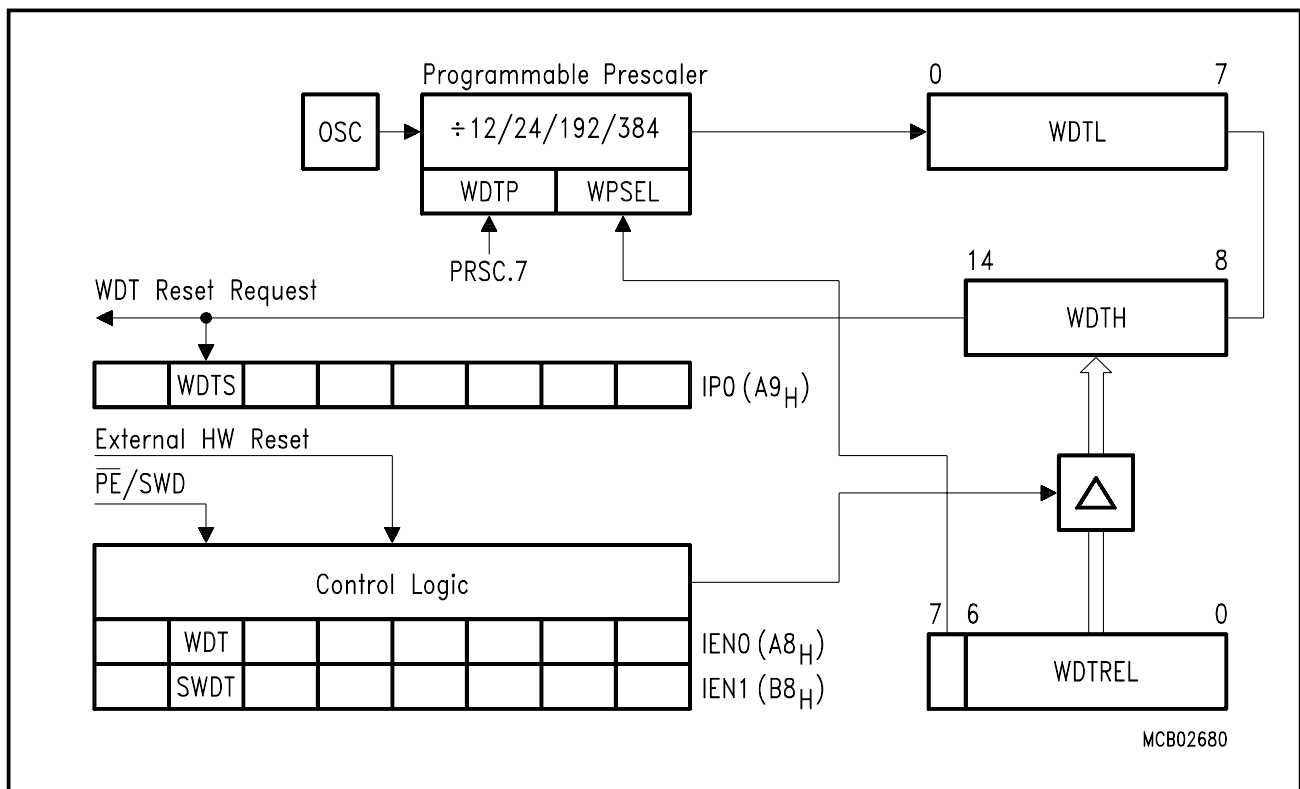 Programmable Prescaler
0 7
OSC
÷12/24/192/384
WDTL
WDTP WPSEL
PRSC.7
14 8
WDT Reset Request
WDTH
WDTS
IP0 (A9H)
External HW Reset
PE/SWD
Control Logic
7 6 0
WDT
IEN0 (A8H)
WDTREL
SWDT
IEN1 (B8H)
MCB02680